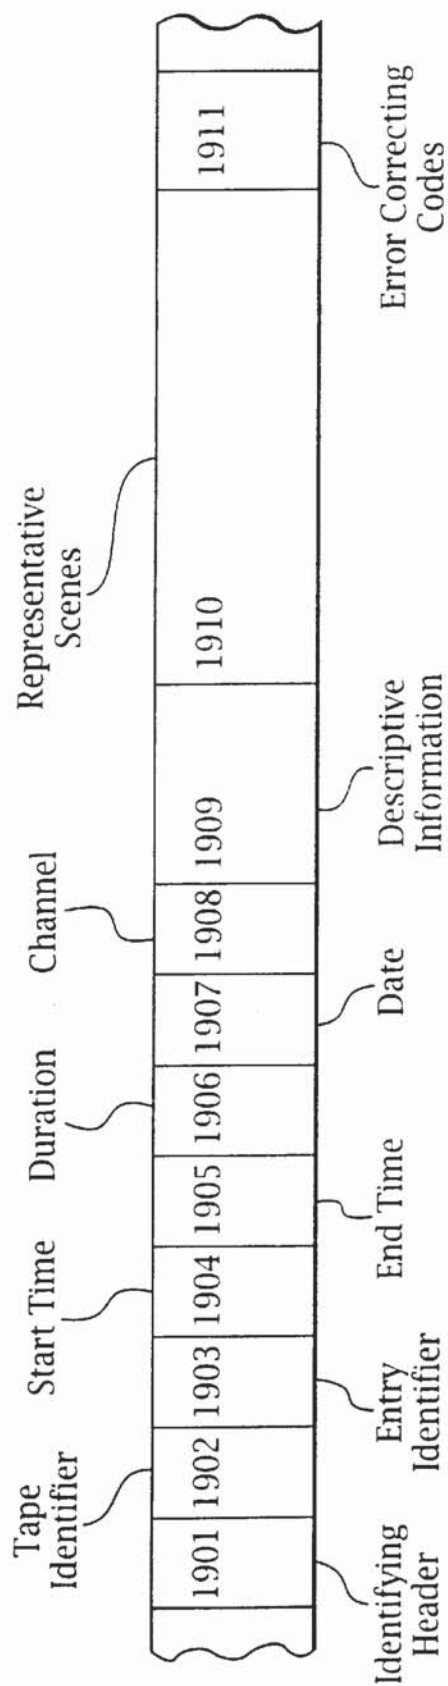 Tape
Identifier
Start Time
Duration
Channel
Representative
Scenes
1901
1902
1903
1904
1905
1906
1907
1908
1909
1910
1911
Identifying
Header
Entry
Identifier
End Time
Date
Descriptive
Information
Error Correcting
Codes